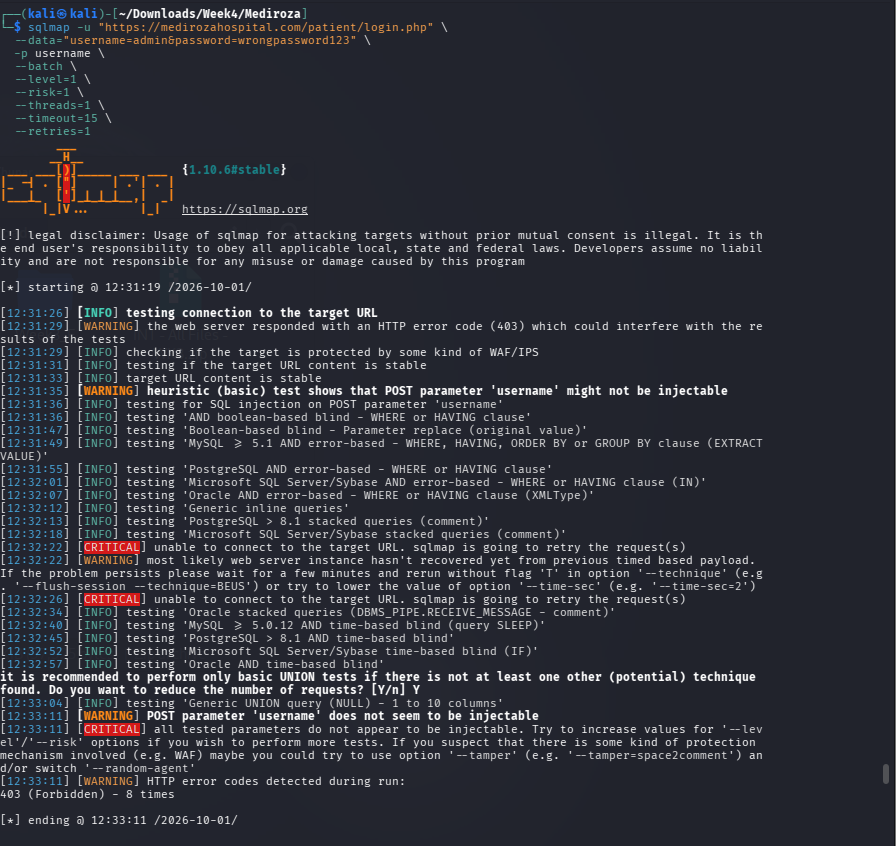 ┌──(kali㉿kali)-[~/Downloads/Week4/Mediroza]
└─$ sqlmap -u "https://medirozahospital.com/patient/login.php" \
--data="username=admin&password=wrongpassword123" \
-p username \
--batch \
--level=1 \
--risk=1 \
--threads=1 \
--timeout=15 \
--retries=1
{1.10.6#stable}
https://sqlmap.org
[!] legal disclaimer: Usage of sqlmap for attacking targets without prior mutual consent is illegal. It is th
e end user's responsibility to obey all applicable local, state and federal laws. Developers assume no liabil
ity and are not responsible for any misuse or damage caused by this program
[*] starting @ 12:31:19 /2026-10-01/
[12:31:26] [INFO] testing connection to the target URL
[12:31:29] [WARNING] the web server responded with an HTTP error code (403) which could interfere with the re
sults of the tests
[12:31:29] [INFO] checking if the target is protected by some kind of WAF/IPS
[12:31:31] [INFO] testing if the target URL content is stable
[12:31:33] [INFO] target URL content is stable
[12:31:35] [WARNING] heuristic (basic) test shows that POST parameter 'username' might not be injectable
[12:31:36] [INFO] testing for SQL injection on POST parameter 'username'
[12:31:36] [INFO] testing 'AND boolean-based blind - WHERE or HAVING clause'
[12:31:47] [INFO] testing 'Boolean-based blind - Parameter replace (original value)'
[12:31:49] [INFO] testing 'MySQL ≥ 5.1 AND error-based - WHERE, HAVING, ORDER BY or GROUP BY clause (EXTRACT
VALUE)'
[12:31:55] [INFO] testing 'PostgreSQL AND error-based - WHERE or HAVING clause'
[12:32:01] [INFO] testing 'Microsoft SQL Server/Sybase AND error-based - WHERE or HAVING clause (IN)'
[12:32:07] [INFO] testing 'Oracle AND error-based - WHERE or HAVING clause (XMLType)'
[12:32:12] [INFO] testing 'Generic inline queries'
[12:32:13] [INFO] testing 'PostgreSQL > 8.1 stacked queries (comment)'
[12:32:18] [INFO] testing 'Microsoft SQL Server/Sybase stacked queries (comment)'
[12:32:22] [CRITICAL] unable to connect to the target URL. sqlmap is going to retry the request(s)
[12:32:22] [WARNING] most likely web server instance hasn't recovered yet from previous timed based payload.
If the problem persists please wait for a few minutes and rerun without flag 'T' in option '--technique' (e.g
. '--flush-session --technique=BEUS') or try to lower the value of option '--time-sec' (e.g. '--time-sec=2')
[12:32:26] [CRITICAL] unable to connect to the target URL. sqlmap is going to retry the request(s)
[12:32:34] [INFO] testing 'Oracle stacked queries (DBMS_PIPE.RECEIVE_MESSAGE - comment)'
[12:32:40] [INFO] testing 'MySQL ≥ 5.0.12 AND time-based blind (query SLEEP)'
[12:32:45] [INFO] testing 'PostgreSQL > 8.1 AND time-based blind'
[12:32:52] [INFO] testing 'Microsoft SQL Server/Sybase time-based blind (IF)'
[12:32:57] [INFO] testing 'Oracle AND time-based blind'
it is recommended to perform only basic UNION tests if there is not at least one other (potential) technique
found. Do you want to reduce the number of requests? [Y/n] Y
[12:33:04] [INFO] testing 'Generic UNION query (NULL) - 1 to 10 columns'
[12:33:11] [WARNING] POST parameter 'username' does not seem to be injectable
[12:33:11] [CRITICAL] all tested parameters do not appear to be injectable. Try to increase values for '--lev
el'/'--risk' options if you wish to perform more tests. If you suspect that there is some kind of protection
mechanism involved (e.g. WAF) maybe you could try to use option '--tamper' (e.g. '--tamper=space2comment') an
d/or switch '--random-agent'
[12:33:11] [WARNING] HTTP error codes detected during run:
403 (Forbidden) - 8 times
[*] ending @ 12:33:11 /2026-10-01/